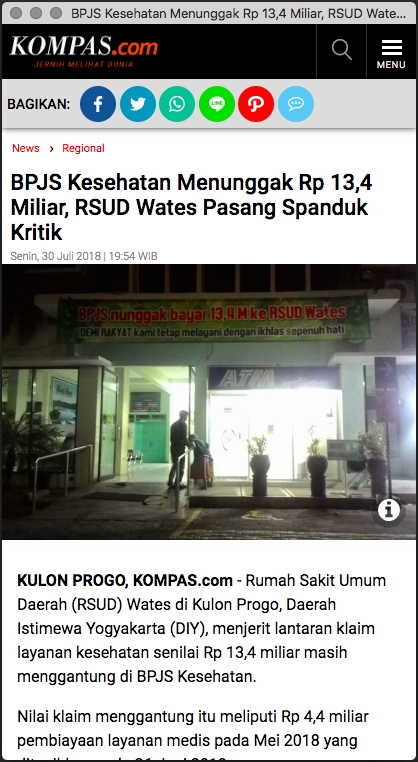 BPJS Kesehatan Menunggak Rp 13,4 Miliar, RSUD Wate...
KOMPAS.com
JERNIH MELIHAT DUNIA
MENU
BAGIKAN:
News › Regional
BPJS Kesehatan Menunggak Rp 13,4
Miliar, RSUD Wates Pasang Spanduk
Kritik
Senin, 30 Juli 2018 | 19:54 WIB
BPJS nunggak bayar 13,4 M ke RSUD Wates
DEMI RAKYAT kami tetap melayani dengan ikhlas sepenuh hati
ATM
KULON PROGO, KOMPAS.com - Rumah Sakit Umum
Daerah (RSUD) Wates di Kulon Progo, Daerah
Istimewa Yogyakarta (DIY), menjerit lantaran klaim
layanan kesehatan senilai Rp 13,4 miliar masih
menggantung di BPJS Kesehatan.
Nilai klaim menggantung itu meliputi Rp 4,4 miliar
pembiayaan layanan medis pada Mei 2018 yang